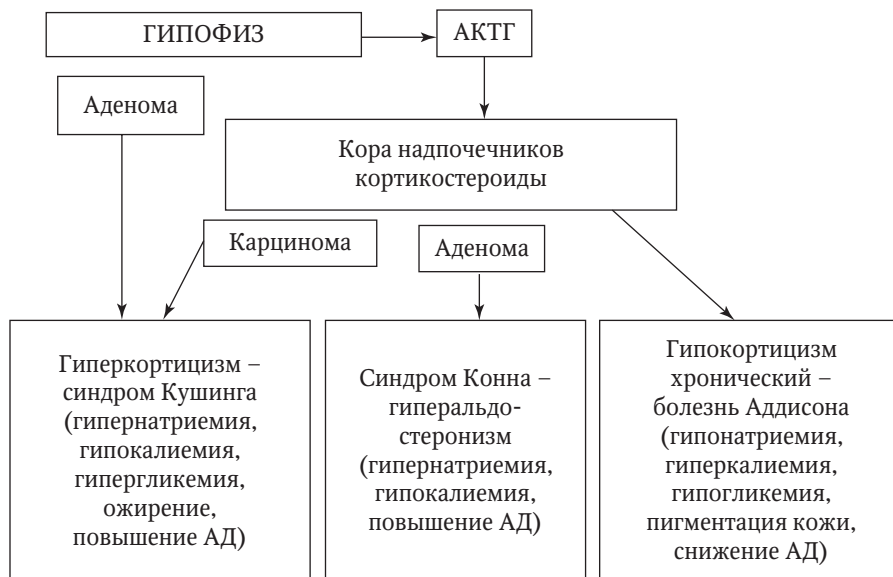 ГИПОФИЗ
АКТГ
Аденома
Кора надпочечников
кортикостероиды
Карцинома
Аденома
Гиперкортицизм –
синдром Кушинга
(гипернатриемия,
гипокалиемия,
гипергликемия,
ожирение,
повышение АД)
Синдром Конна –
гиперальдо-
стеронизм
(гипернатриемия,
гипокалиемия,
повышение АД)
Гипокортицизм
хронический –
болезнь Аддисона
(гипонатриемия,
гиперкалиемия,
гипогликемия,
пигментация кожи,
снижение АД)